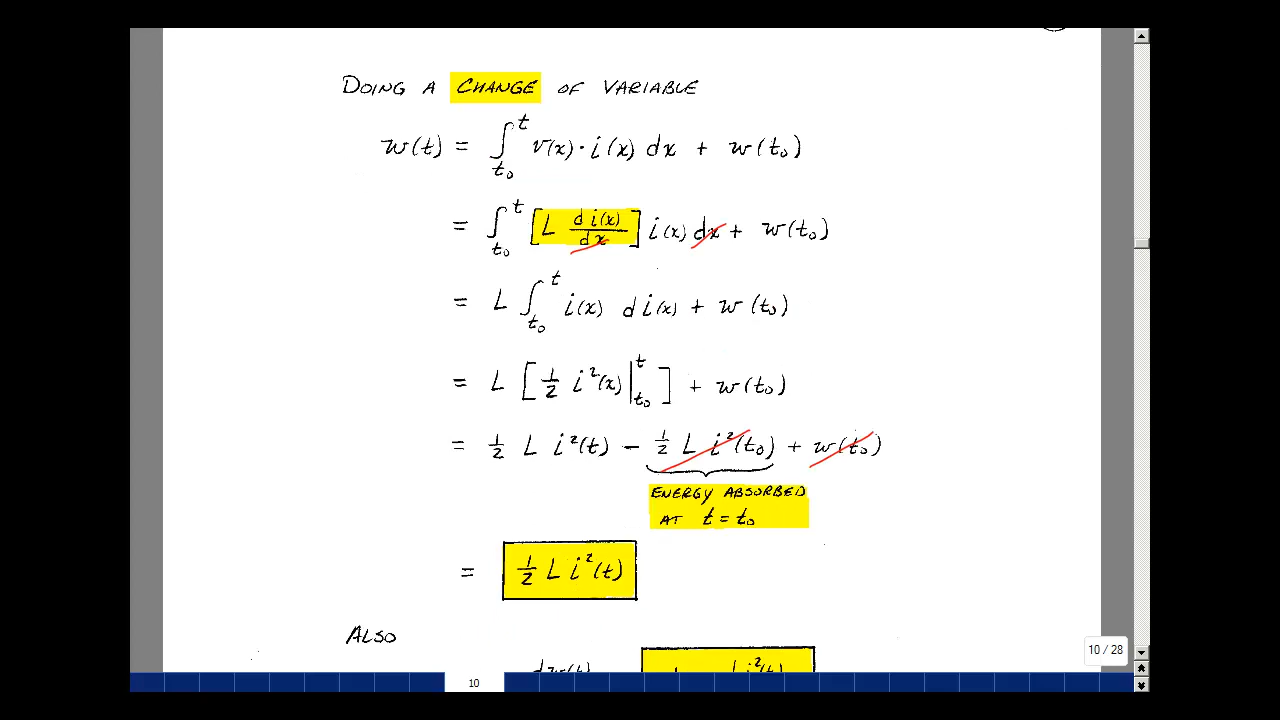 DOING A CHANGE OF VARIABLE
w(t) = ∫_{t₀}^{t} v(x) · i(x) dx + w(t₀)
= ∫_{t₀}^{t} [L di(x)/dx] i(x) dx + w(t₀)
= L ∫_{t₀}^{t} i(x) di(x) + w(t₀)
= L [½ i²(x) |_{t₀}^{t}] + w(t₀)
= ½ L i²(t) − ½ L i²(t₀) + w(t₀)
ENERGY ABSORBED
AT t = t₀
= ½ L i²(t)
ALSO
10 / 28
10